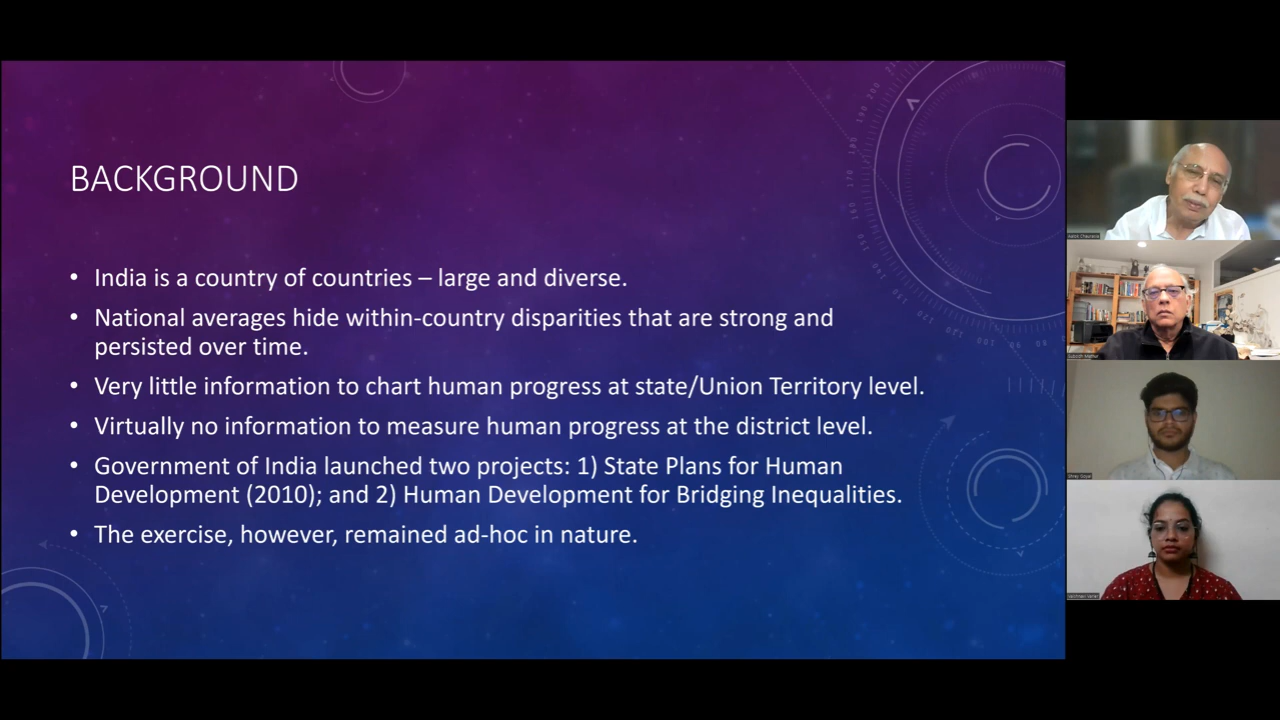 BACKGROUND
• India is a country of countries – large and diverse.
• National averages hide within-country disparities that are strong and
persisted over time.
• Very little information to chart human progress at state/Union Territory level.
• Virtually no information to measure human progress at the district level.
• Government of India launched two projects: 1) State Plans for Human
Development (2010); and 2) Human Development for Bridging Inequalities.
• The exercise, however, remained ad-hoc in nature.